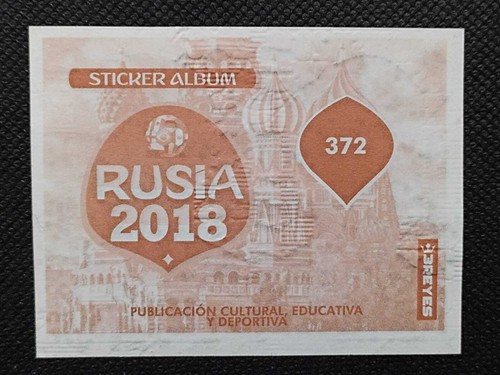 STICKER ALBUM
RUSIA
2018
372
3REYES
PUBLICACIÓN CULTURAL, EDUCATIVA
Y DEPORTIVA